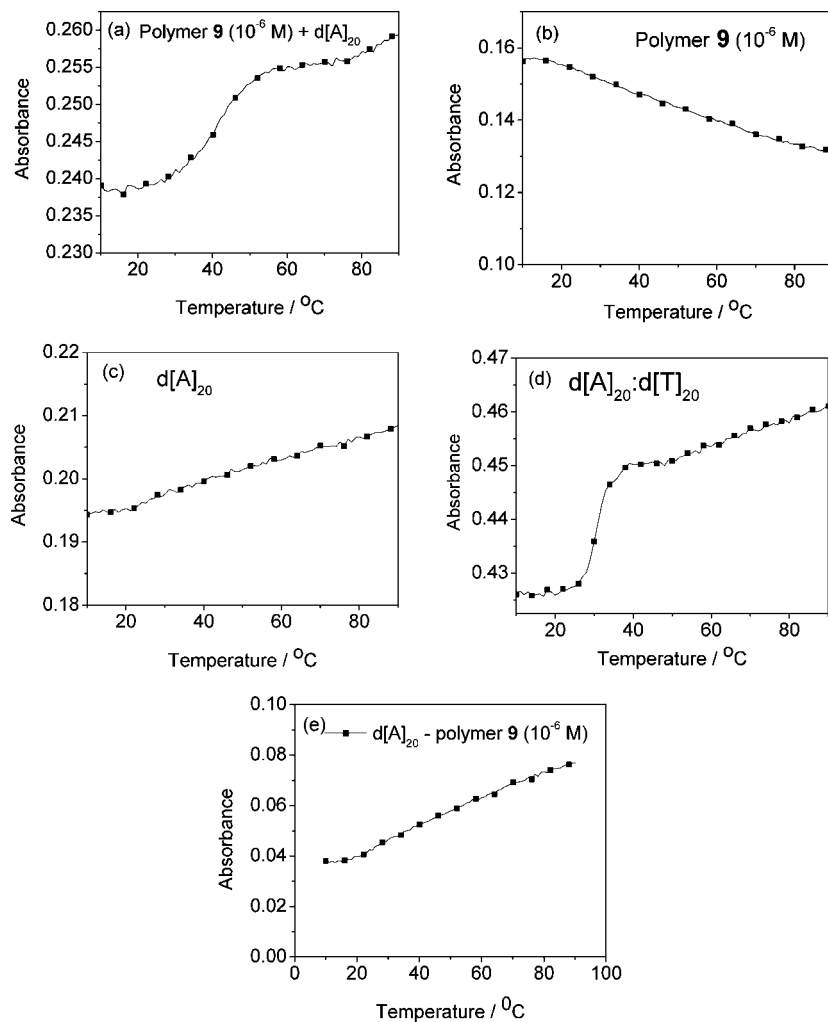 (a) Polymer 9 (10⁻⁶ M) + d[A]₂₀
0.260
0.255
0.250
0.245
0.240
0.235
0.230
Absorbance
20 40 60 80
Temperature / ⁰C
(b) Polymer 9 (10⁻⁶ M)
0.16
0.14
0.12
0.10
Absorbance
20 40 60 80
Temperature / ⁰C
(c) d[A]₂₀
0.22
0.21
0.20
0.19
0.18
Absorbance
20 40 60 80
Temperature / ⁰C
(d) d[A]₂₀:d[T]₂₀
0.47
0.46
0.45
0.44
0.43
Absorbance
20 40 60 80
Temperature / ⁰C
(e) d[A]₂₀ - polymer 9 (10⁻⁶ M)
0.10
0.08
0.06
0.04
0.02
0.00
Absorbance
0 20 40 60 80 100
Temperature / ⁰C